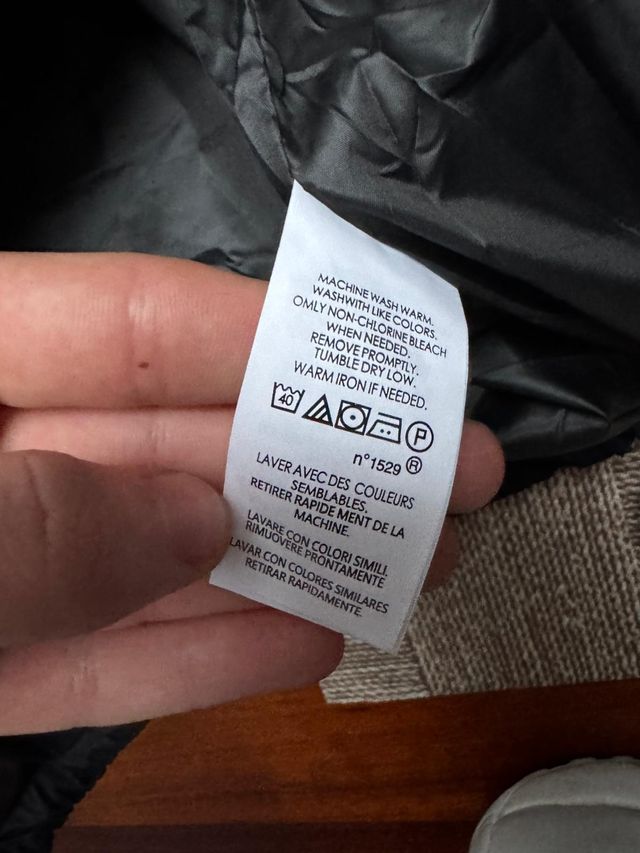 MACHINE WASH WARM.
WASHWITH LIKE COLORS.
OMLY NON-CHLORINE BLEACH
WHEN NEEDED.
REMOVE PROMPTLY.
TUMBLE DRY LOW.
WARM IRON IF NEEDED.
40 P
n°1529 ®
LAVER AVEC DES COULEURS
SEMBLABLES.
RETIRER RAPIDE MENT DE LA
MACHINE.
LAVARE CON COLORI SIMILI.
RIMUOVERE PRONTAMENTE
LAVAR CON COLORES SIMILARES
RETIRAR RAPIDAMENTE.